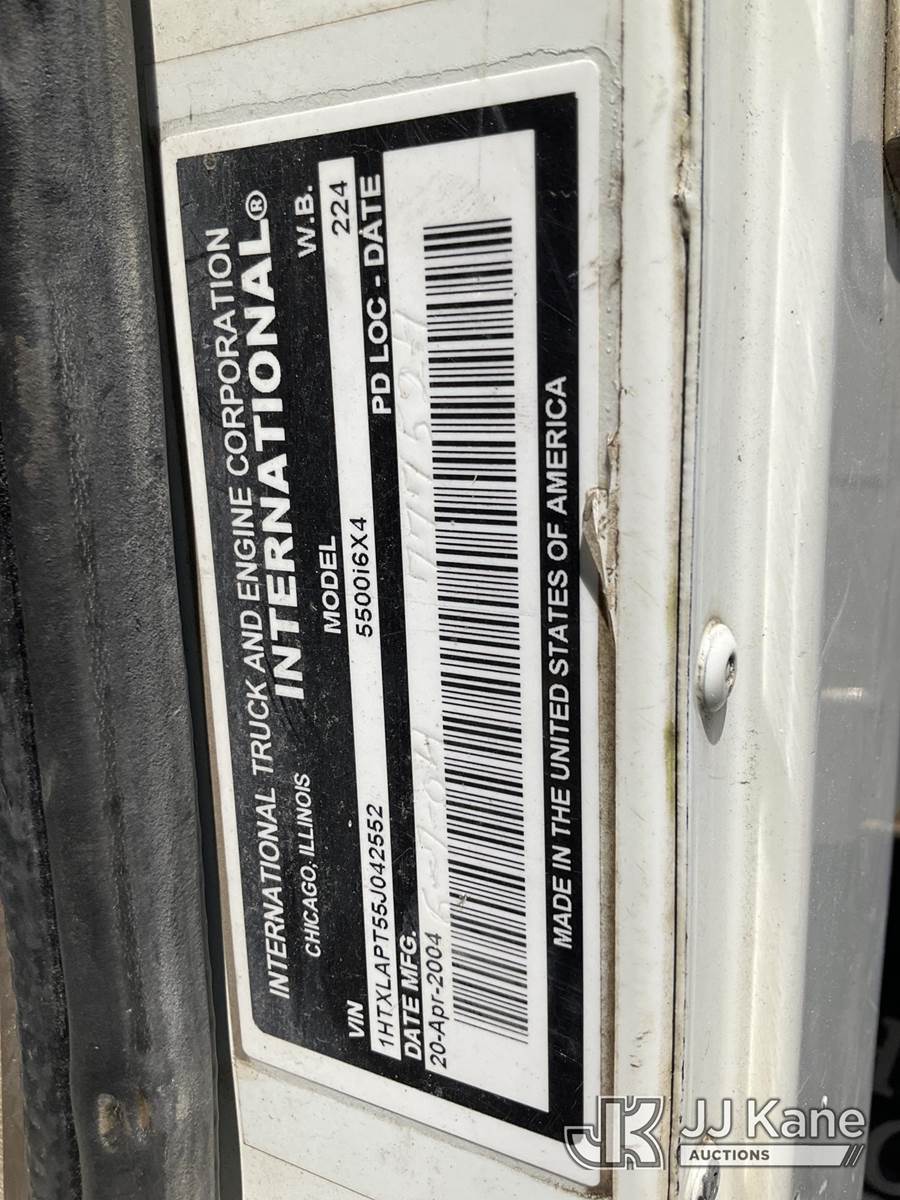 INTERNATIONAL TRUCK AND ENGINE CORPORATION
CHICAGO, ILLINOIS INTERNATIONAL®
VIN MODEL W.B.
1HTXLAPT55J042552 5500i6X4 224
DATE MFG. PD LOC - DATE
20-Apr-2004
MADE IN THE UNITED STATES OF AMERICA
JK JJ Kane
AUCTIONS